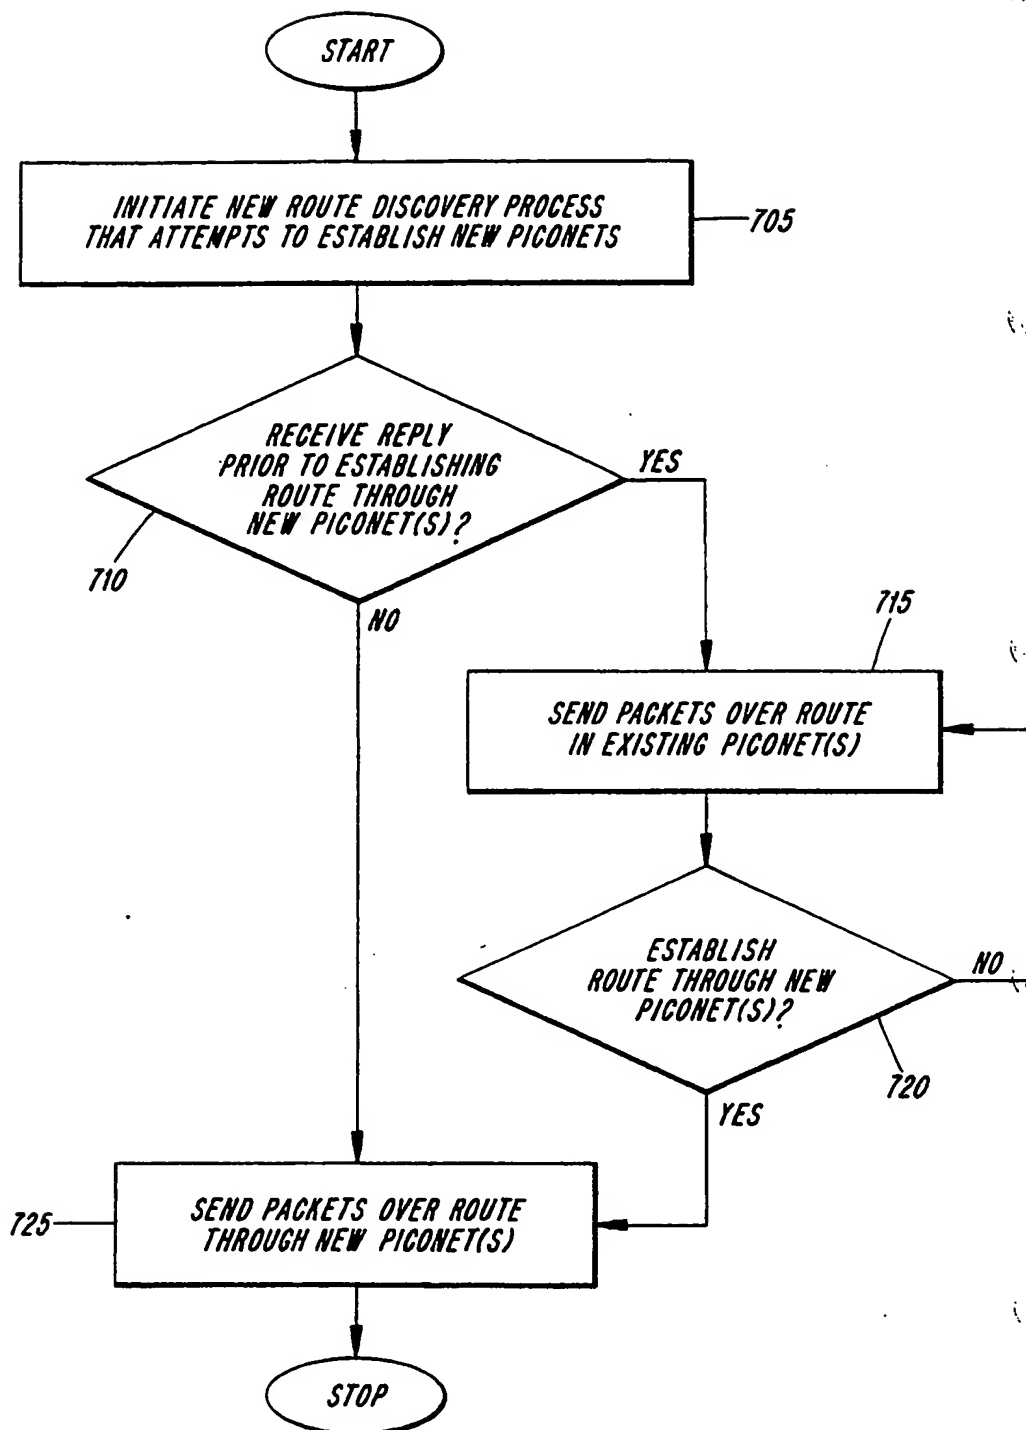 START
INITIATE NEW ROUTE DISCOVERY PROCESS
THAT ATTEMPTS TO ESTABLISH NEW PICONETS
705
RECEIVE REPLY
PRIOR TO ESTABLISHING
ROUTE THROUGH
NEW PICONET(S)?
YES
710
NO
715
SEND PACKETS OVER ROUTE
IN EXISTING PICONET(S)
ESTABLISH
ROUTE THROUGH NEW
PICONET(S)?
NO
720
YES
725
SEND PACKETS OVER ROUTE
THROUGH NEW PICONET(S)
STOP